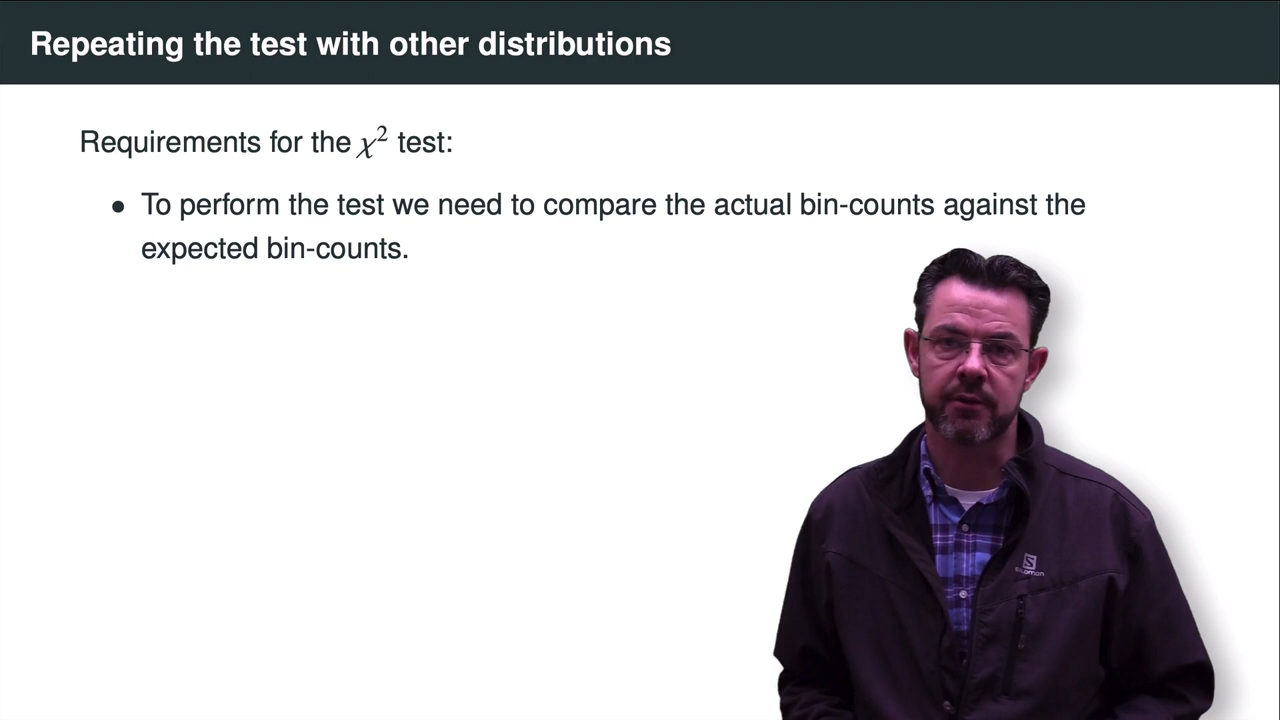 Repeating the test with other distributions
Requirements for the χ² test:
• To perform the test we need to compare the actual bin-counts against the
expected bin-counts.
S
salomon